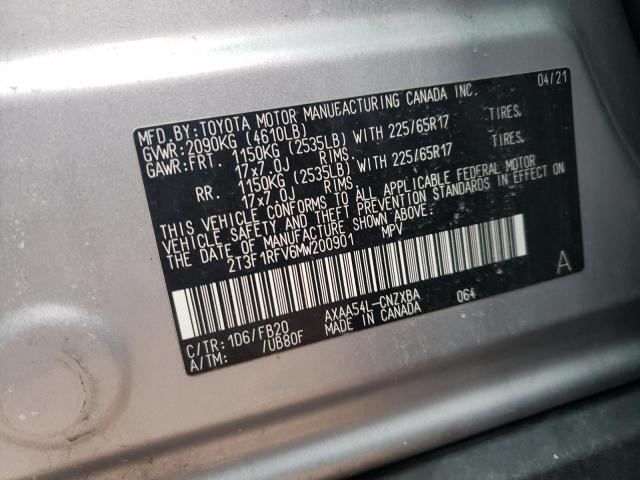 MFD.BY: TOYOTA MOTOR MANUFACTURING CANADA INC. 04/21
GVWR: 2090KG (4610LB)
GAWR: FRT. 1150KG (2535LB) WITH 225/65R17 TIRES,
17x7.0J RIMS,
RR. 1150KG (2535LB) WITH 225/65R17 TIRES,
17x7.0J RIMS,
THIS VEHICLE CONFORMS TO ALL APPLICABLE FEDERAL MOTOR
VEHICLE SAFETY AND THEFT PREVENTION STANDARDS IN EFFECT ON
THE DATE OF MANUFACTURE SHOWN ABOVE.
2T3F1RFV6MW200901 MPV
A
C/TR: 1D6/FB20 AXAA54L-CNZXBA 064
A/TM: /UB80F MADE IN CANADA